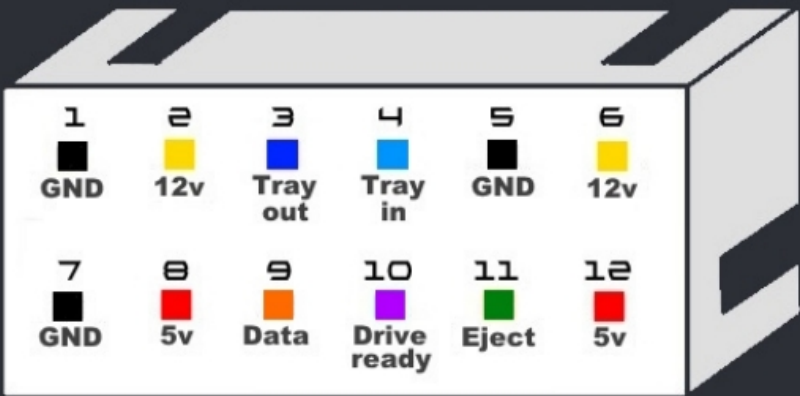 1 2 3 4 5 6
GND 12v Tray out Tray in GND 12v
7 8 9 10 11 12
GND 5v Data Drive ready Eject 5v